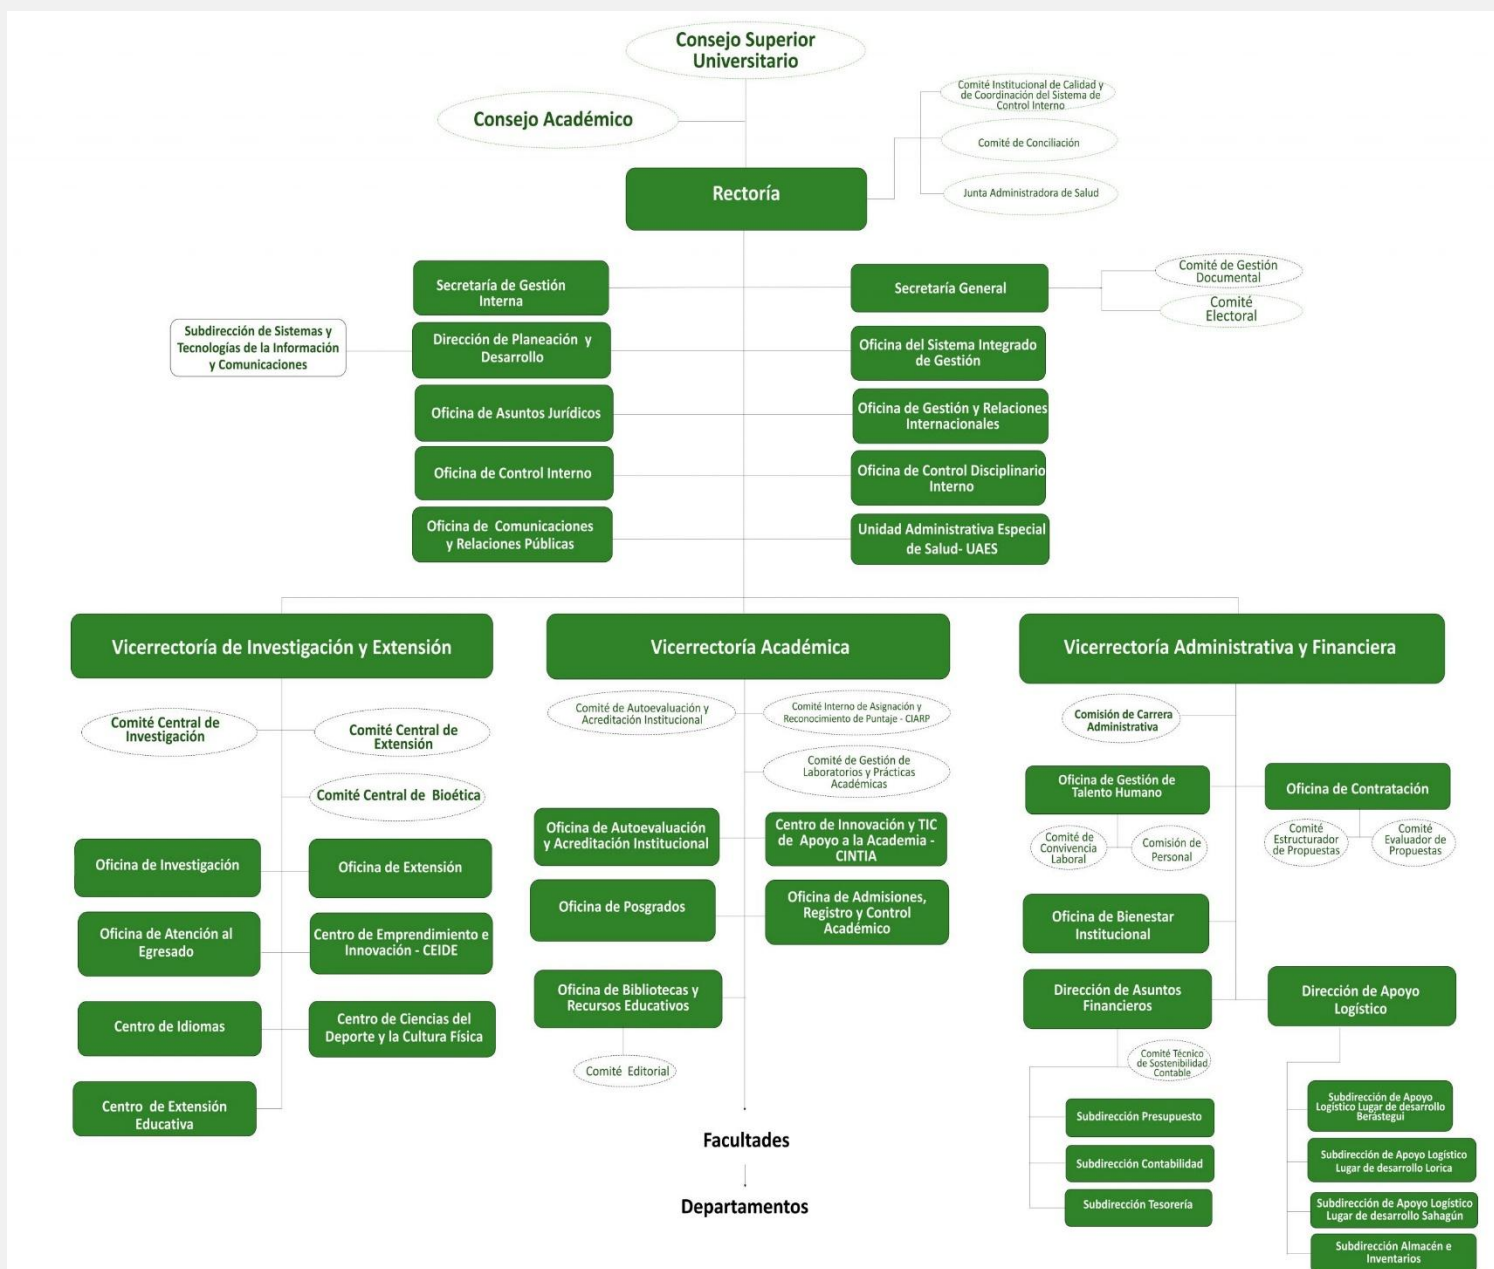 Consejo Superior
Universitario
Consejo Académico
Comité Institucional de Calidad y
de Coordinación del Sistema de
Control Interno
Comité de Conciliación
Junta Administradora de Salud
Rectoría
Secretaría de Gestión
Interna
Secretaría General
Comité de Gestión
Documental
Comité
Electoral
Subdirección de Sistemas y
Tecnologías de la Información
y Comunicaciones
Dirección de Planeación y
Desarrollo
Oficina del Sistema Integrado
de Gestión
Oficina de Asuntos Jurídicos
Oficina de Gestión y Relaciones
Internacionales
Oficina de Control Interno
Oficina de Control Disciplinario
Interno
Oficina de Comunicaciones
y Relaciones Públicas
Unidad Administrativa Especial
de Salud- UAES
Vicerrectoría de Investigación y Extensión
Comité Central de
Investigación
Comité Central de
Extensión
Comité Central de Bioética
Oficina de Investigación
Oficina de Extensión
Oficina de Atención al
Egresado
Centro de Emprendimiento e
Innovación - CEIDE
Centro de Idiomas
Centro de Ciencias del
Deporte y la Cultura Física
Centro de Extensión
Educativa
Vicerrectoría Académica
Comité de Autoevaluación y
Acreditación Institucional
Comité Interno de Asignación y
Reconocimiento de Puntaje - CIARP
Comité de Gestión de
Laboratorios y Prácticas
Académicas
Oficina de Autoevaluación
y Acreditación Institucional
Centro de Innovación y TIC
de Apoyo a la Academia -
CINTIA
Oficina de Posgrados
Oficina de Admisiones,
Registro y Control
Académico
Oficina de Bibliotecas y
Recursos Educativos
Comité Editorial
Facultades
Departamentos
Vicerrectoría Administrativa y Financiera
Comisión de Carrera
Administrativa
Oficina de Gestión de
Talento Humano
Oficina de Contratación
Comité de
Convivencia
Laboral
Comisión de
Personal
Comité
Estructurador
de Propuestas
Comité
Evaluador de
Propuestas
Oficina de Bienestar
Institucional
Dirección de Asuntos
Financieros
Dirección de Apoyo
Logístico
Comité Técnico
de Sostenibilidad
Contable
Subdirección Presupuesto
Subdirección Contabilidad
Subdirección Tesorería
Subdirección de Apoyo
Logístico Lugar de desarrollo
Berástegui
Subdirección de Apoyo Logístico
Lugar de desarrollo Lorica
Subdirección de Apoyo Logístico
Lugar de desarrollo Sahagún
Subdirección Almacén e
Inventarios